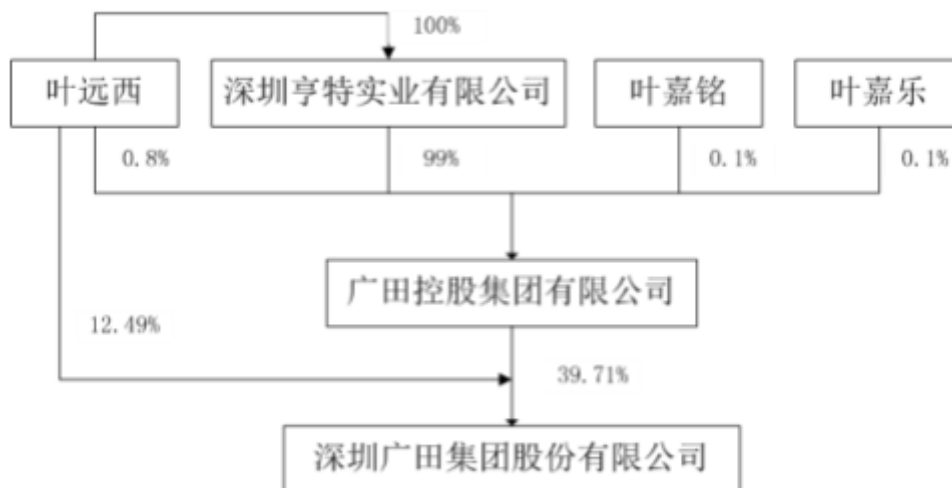 100%
叶远西
深圳亨特实业有限公司
叶嘉铭
叶嘉乐
0.8%
99%
0.1%
0.1%
广田控股集团有限公司
12.49%
39.71%
深圳广田集团股份有限公司